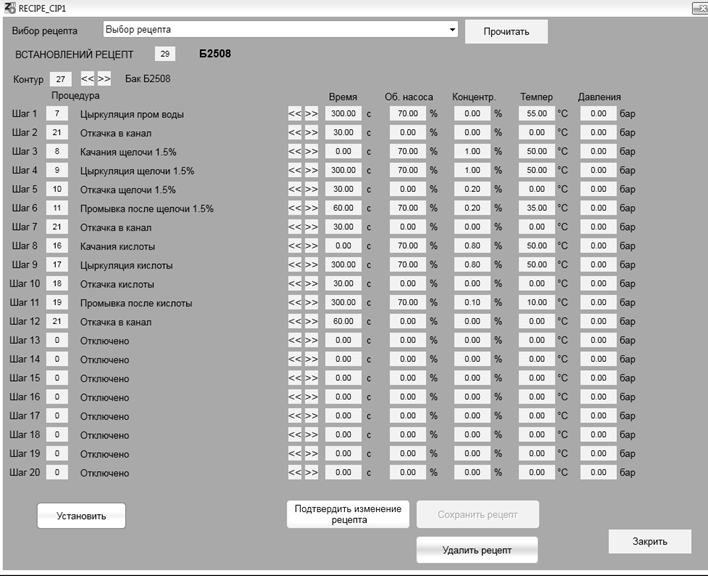 RECIPE_CIP1
Вибор рецепта Выбор рецепта Прочитать
ВСТАНОВЛЕНИЙ РЕЦЕПТ 29 Б2508
Контур 27 << >> Бак Б2508
Процедура Время Об. насоса Концентр. Темпер Давления
Шаг 1 7 Цыркуляция пром воды << >> 300.00 с 70.00 % 0.00 % 55.00 °C 0.00 бар
Шаг 2 21 Откачка в канал << >> 30.00 с 0.00 % 0.00 % 0.00 °C 0.00 бар
Шаг 3 8 Качания щелочи 1.5% << >> 0.00 с 70.00 % 1.00 % 50.00 °C 0.00 бар
Шаг 4 9 Цыркуляция щелочи 1.5% << >> 300.00 с 70.00 % 1.00 % 50.00 °C 0.00 бар
Шаг 5 10 Откачка щелочи 1.5% << >> 30.00 с 0.00 % 0.20 % 0.00 °C 0.00 бар
Шаг 6 11 Промывка после щелочи 1.5% << >> 60.00 с 70.00 % 0.20 % 35.00 °C 0.00 бар
Шаг 7 21 Откачка в канал << >> 30.00 с 0.00 % 0.00 % 0.00 °C 0.00 бар
Шаг 8 16 Качания кислоты << >> 0.00 с 70.00 % 0.80 % 50.00 °C 0.00 бар
Шаг 9 17 Цыркуляция кислоты << >> 300.00 с 70.00 % 0.80 % 50.00 °C 0.00 бар
Шаг 10 18 Откачка кислоты << >> 30.00 с 0.00 % 0.00 % 0.00 °C 0.00 бар
Шаг 11 19 Промывка после кислоты << >> 300.00 с 70.00 % 0.10 % 10.00 °C 0.00 бар
Шаг 12 21 Откачка в канал << >> 60.00 с 0.00 % 0.00 % 0.00 °C 0.00 бар
Шаг 13 0 Отключено << >> 0.00 с 0.00 % 0.00 % 0.00 °C 0.00 бар
Шаг 14 0 Отключено << >> 0.00 с 0.00 % 0.00 % 0.00 °C 0.00 бар
Шаг 15 0 Отключено << >> 0.00 с 0.00 % 0.00 % 0.00 °C 0.00 бар
Шаг 16 0 Отключено << >> 0.00 с 0.00 % 0.00 % 0.00 °C 0.00 бар
Шаг 17 0 Отключено << >> 0.00 с 0.00 % 0.00 % 0.00 °C 0.00 бар
Шаг 18 0 Отключено << >> 0.00 с 0.00 % 0.00 % 0.00 °C 0.00 бар
Шаг 19 0 Отключено << >> 0.00 с 0.00 % 0.00 % 0.00 °C 0.00 бар
Шаг 20 0 Отключено << >> 0.00 с 0.00 % 0.00 % 0.00 °C 0.00 бар
Установить
Подтвердить изменение
рецепта
Сохранить рецепт
Удалить рецепт
Закрить